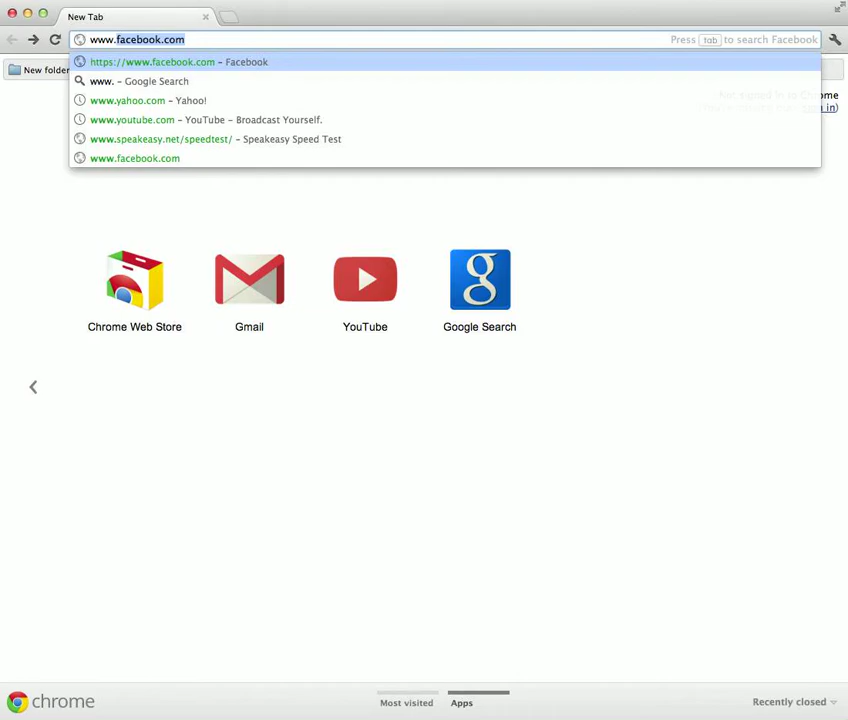 New Tab
www.facebook.com
Press tab to search Facebook
https://www.facebook.com – Facebook
New folder
www. – Google Search
www.yahoo.com – Yahoo!
www.youtube.com – YouTube – Broadcast Yourself.
www.speakeasy.net/speedtest/ – Speakeasy Speed Test
www.facebook.com
Chrome Web Store
Gmail
YouTube
g
Google Search
chrome
Most visited
Apps
Recently closed